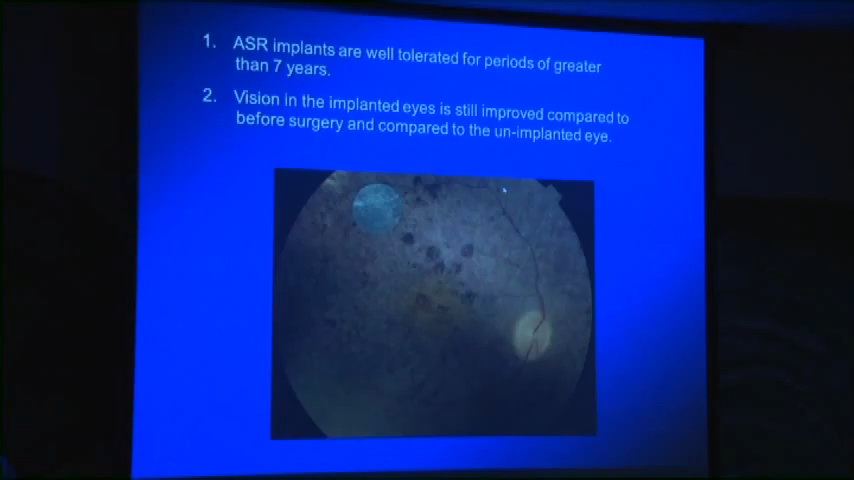 1. ASR implants are well tolerated for periods of greater
than 7 years.
2. Vision in the implanted eyes is still improved compared to
before surgery and compared to the un-implanted eye.